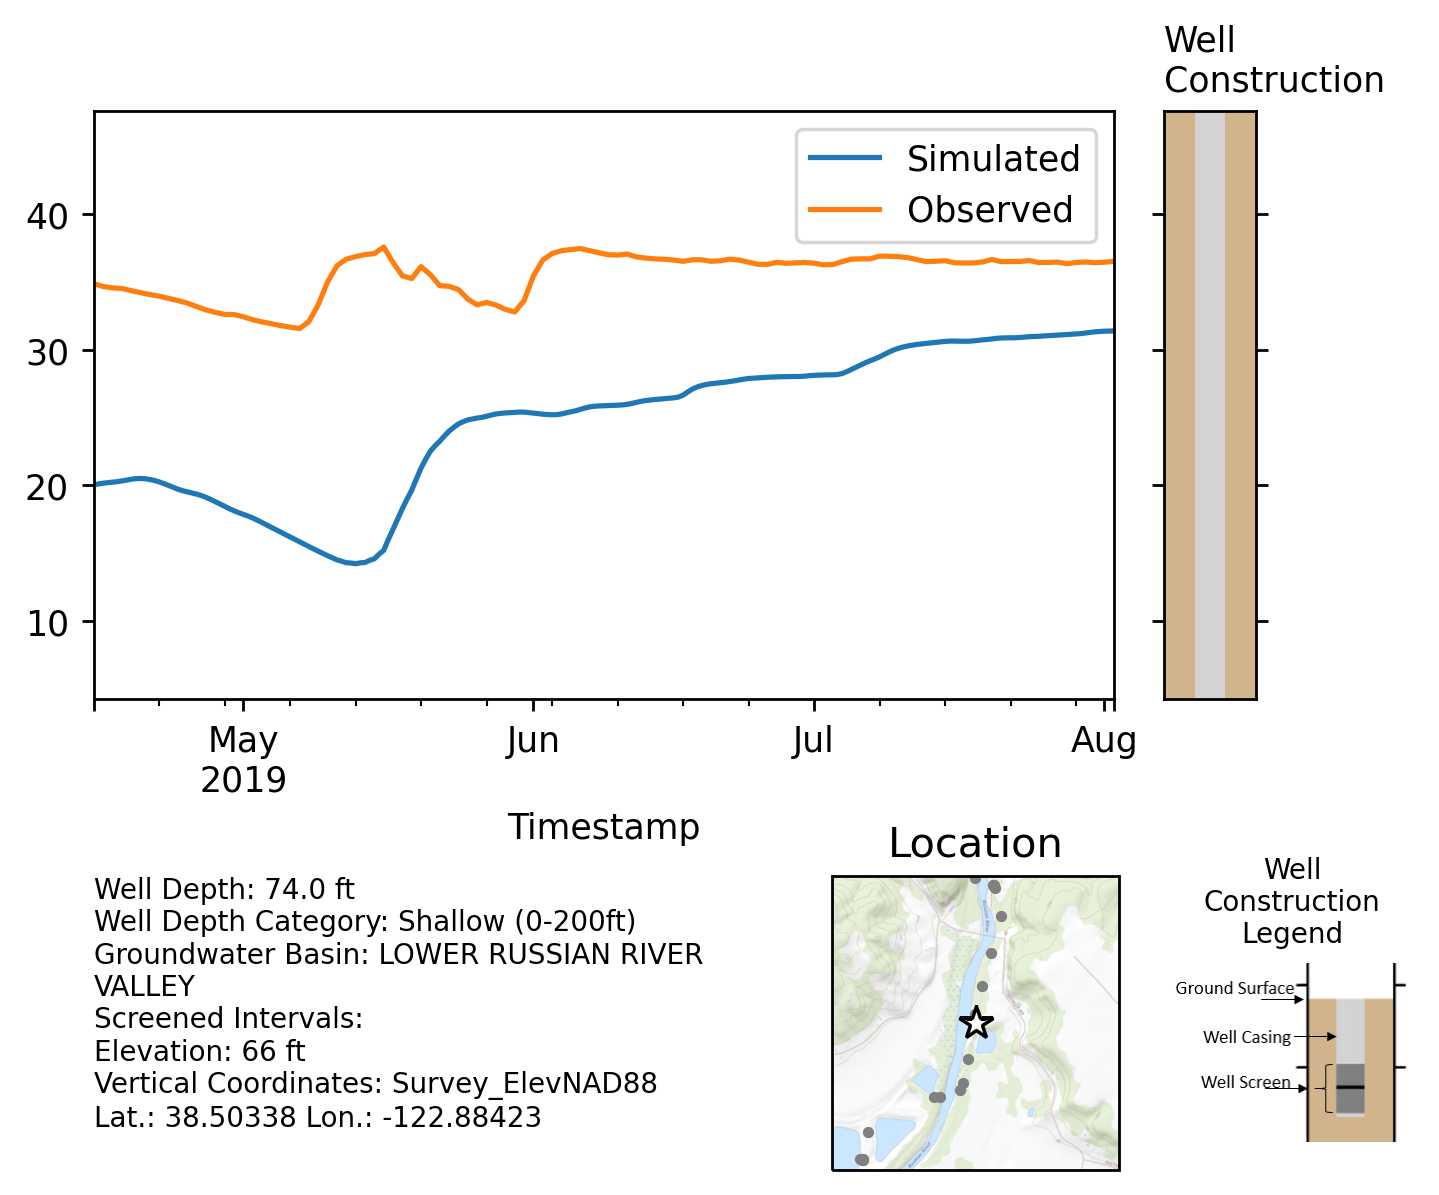 Well
Construction
Simulated
Observed
40
30
20
10
May
2019
Jun
Jul
Aug
Timestamp
Well Depth: 74.0 ft
Well Depth Category: Shallow (0-200ft)
Groundwater Basin: LOWER RUSSIAN RIVER
VALLEY
Screened Intervals:
Elevation: 66 ft
Vertical Coordinates: Survey_ElevNAD88
Lat.: 38.50338 Lon.: -122.88423
Location
Well
Construction
Legend
Ground Surface
Well Casing
Well Screen